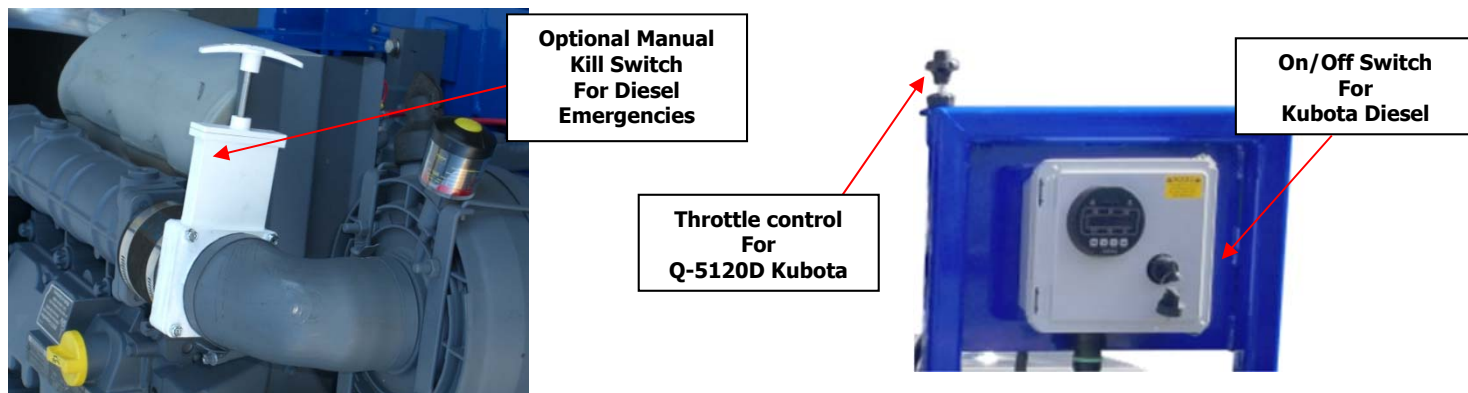 Optional Manual
Kill Switch
For Diesel
Emergencies
Throttle control
For
Q-5120D Kubota
On/Off Switch
For
Kubota Diesel